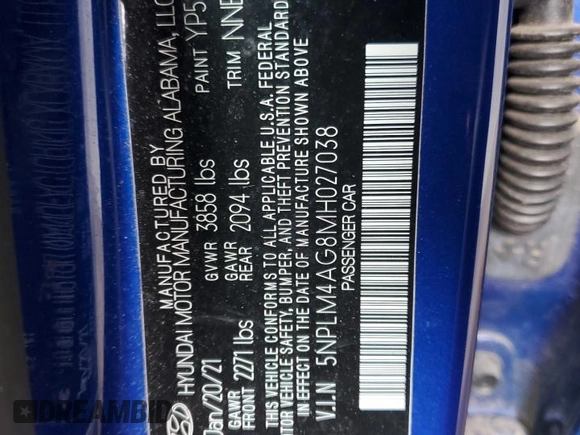 MANUFACTURED BY
HYUNDAI MOTOR MANUFACTURING ALABAMA, LLC
Jan/20/21 GVWR 3858 lbs PAINT YP5
GAWR FRONT 2271 lbs GAWR REAR 2094 lbs TRIM NNB
THIS VEHICLE CONFORMS TO ALL APPLICABLE U.S.A. FEDERAL
MOTOR VEHICLE SAFETY, BUMPER, AND THEFT PREVENTION STANDARD
IN EFFECT ON THE DATE OF MANUFACTURE SHOWN ABOVE
V.I.N 5NPLM4AG8MH027038
PASSENGER CAR
DREAMBID